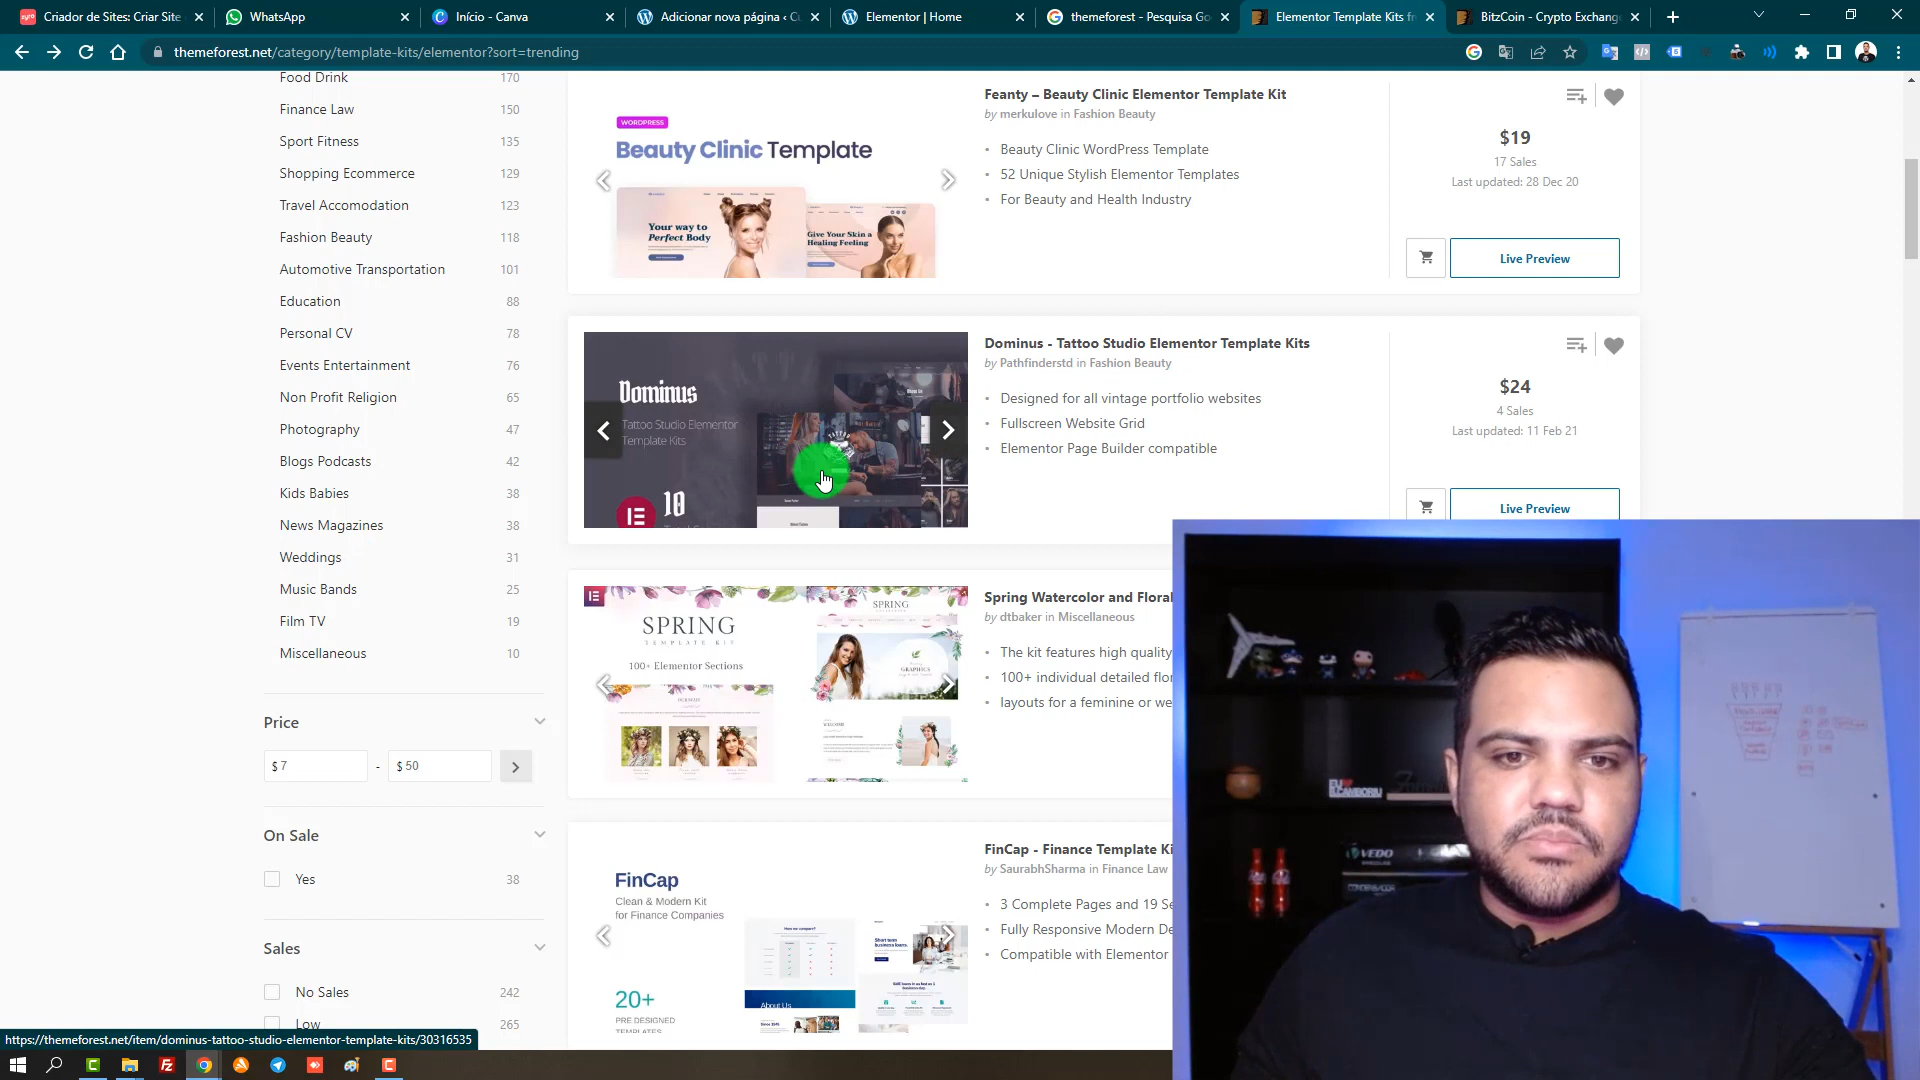 Criador de Sites: Criar Site
WhatsApp
Início - Canva
Adicionar nova página ‹ Cu
Elementor | Home
themeforest - Pesquisa Go
Elementor Template Kits fr
BitzCoin - Crypto Exchang
themeforest.net/category/template-kits/elementor?sort=trending
Food Drink 170
Finance Law 150
Sport Fitness 135
Shopping Ecommerce 129
Travel Accomodation 123
Fashion Beauty 118
Automotive Transportation 101
Education 88
Personal CV 78
Events Entertainment 76
Non Profit Religion 65
Photography 47
Blogs Podcasts 42
Kids Babies 38
News Magazines 38
Weddings 31
Music Bands 25
Film TV 19
Miscellaneous 10
Price
$ 7 - $ 50
On Sale
Yes 38
Sales
No Sales 242
Low 265
https://themeforest.net/item/dominus-tattoo-studio-elementor-template-kits/30316535
WORDPRESS
Beauty Clinic Template
Your way to
Perfect Body
Give Your Skin a
Healing Feeling
Feanty – Beauty Clinic Elementor Template Kit
by merkulove in Fashion Beauty
• Beauty Clinic WordPress Template
• 52 Unique Stylish Elementor Templates
• For Beauty and Health Industry
$19
17 Sales
Last updated: 28 Dec 20
Live Preview
Dominus
Tattoo Studio Elementor
Template Kits
10
Dominus - Tattoo Studio Elementor Template Kits
by Pathfinderstd in Fashion Beauty
• Designed for all vintage portfolio websites
• Fullscreen Website Grid
• Elementor Page Builder compatible
$24
4 Sales
Last updated: 11 Feb 21
Live Preview
SPRING
TEMPLATE KIT
100+ Elementor Sections
SPRING
GRAPHICS
Spring Watercolor and Floral
by dtbaker in Miscellaneous
• The kit features high quality
• 100+ individual detailed flo
• layouts for a feminine or we
FinCap
Clean & Modern Kit
for Finance Companies
20+
PRE DESIGNED
TEMPLATES
About Us
FinCap - Finance Template Ki
by SaurabhSharma in Finance Law
• 3 Complete Pages and 19 Se
• Fully Responsive Modern De
• Compatible with Elementor
VEDO